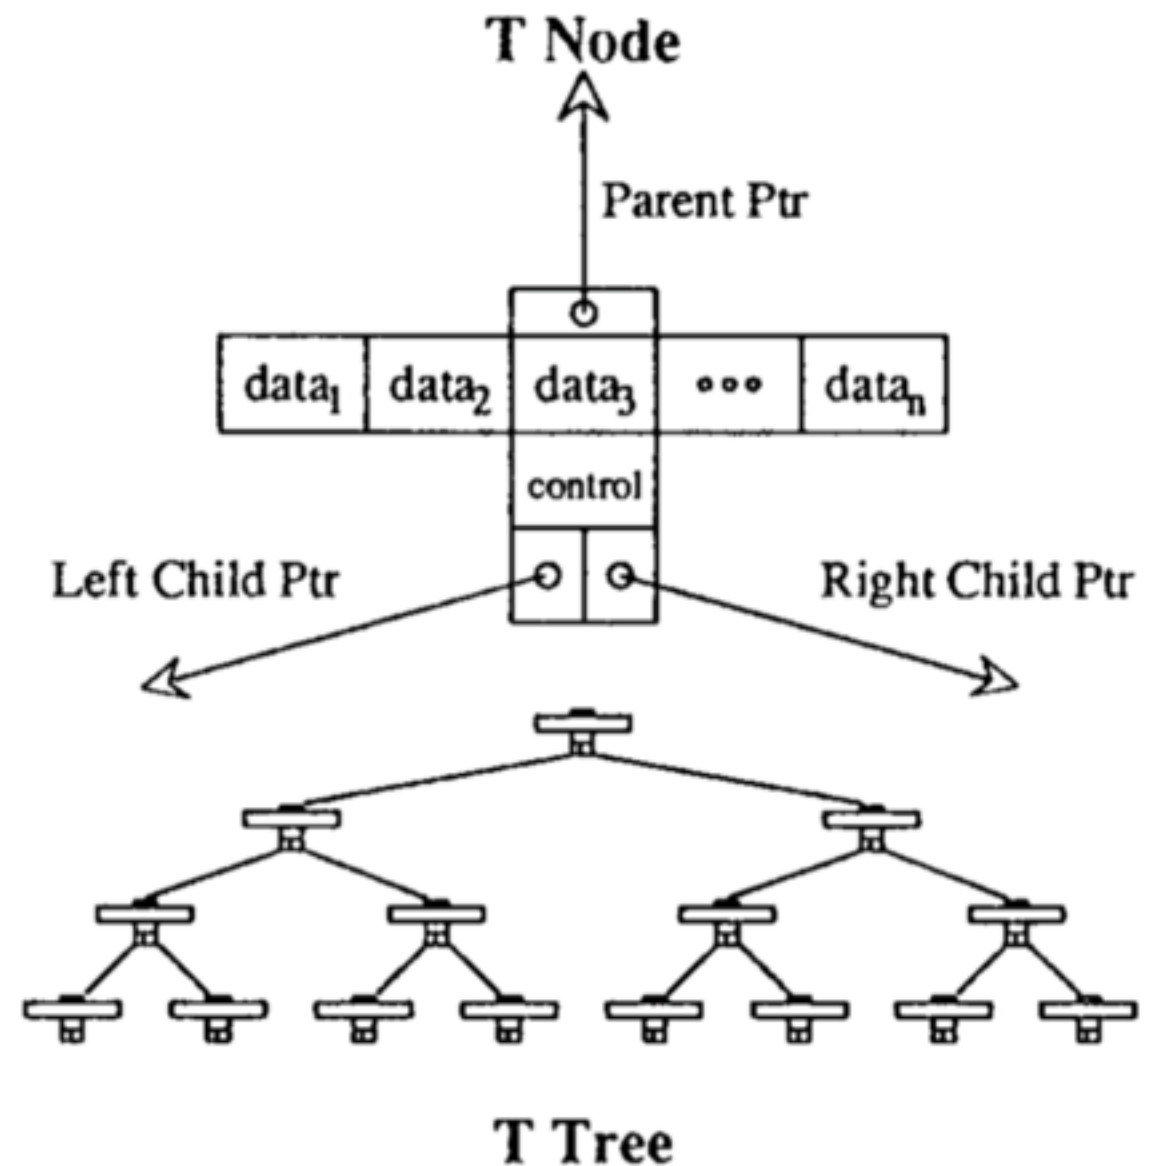 T Node
Parent Ptr
data₁ data₂ data₃ ∘∘∘ dataₙ
control
Left Child Ptr Right Child Ptr
T Tree